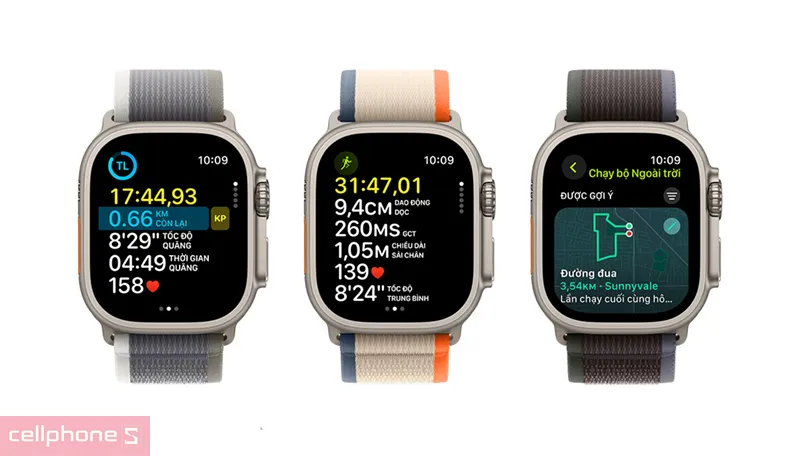 TL
10:09
17:44,93
0.66 KM CÒN LẠI
KP
8'29" TỐC ĐỘ QUÃNG
04:49 THỜI GIAN QUÃNG
158
10:09
31:47,01
9,4CM DAO ĐỘNG DỌC
260MS GCT
1,05M CHIỀU DÀI SẢI CHÂN
139
8'24" TỐC ĐỘ TRUNG BÌNH
10:09
Chạy bộ Ngoài trời
ĐƯỢC GỢI Ý
Đường đua
3,54KM - Sunnyvale
Lần chạy cuối cùng hô...
cellphone S